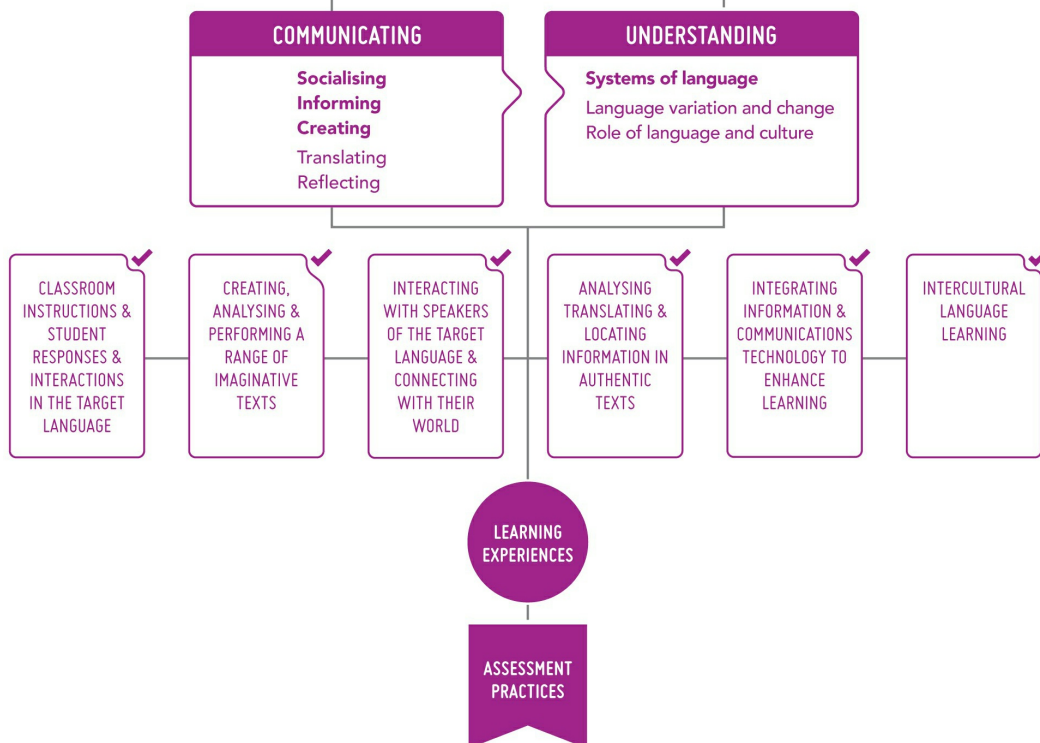 COMMUNICATING
Socialising
Informing
Creating
Translating
Reflecting
UNDERSTANDING
Systems of language
Language variation and change
Role of language and culture
CLASSROOM
INSTRUCTIONS &
STUDENT
RESPONSES &
INTERACTIONS
IN THE TARGET
LANGUAGE
CREATING,
ANALYSING &
PERFORMING A
RANGE OF
IMAGINATIVE
TEXTS
INTERACTING
WITH SPEAKERS
OF THE TARGET
LANGUAGE &
CONNECTING
WITH THEIR
WORLD
ANALYSING
TRANSLATING &
LOCATING
INFORMATION IN
AUTHENTIC
TEXTS
INTEGRATING
INFORMATION &
COMMUNICATIONS
TECHNOLOGY TO
ENHANCE
LEARNING
INTERCULTURAL
LANGUAGE
LEARNING
LEARNING
EXPERIENCES
ASSESSMENT
PRACTICES